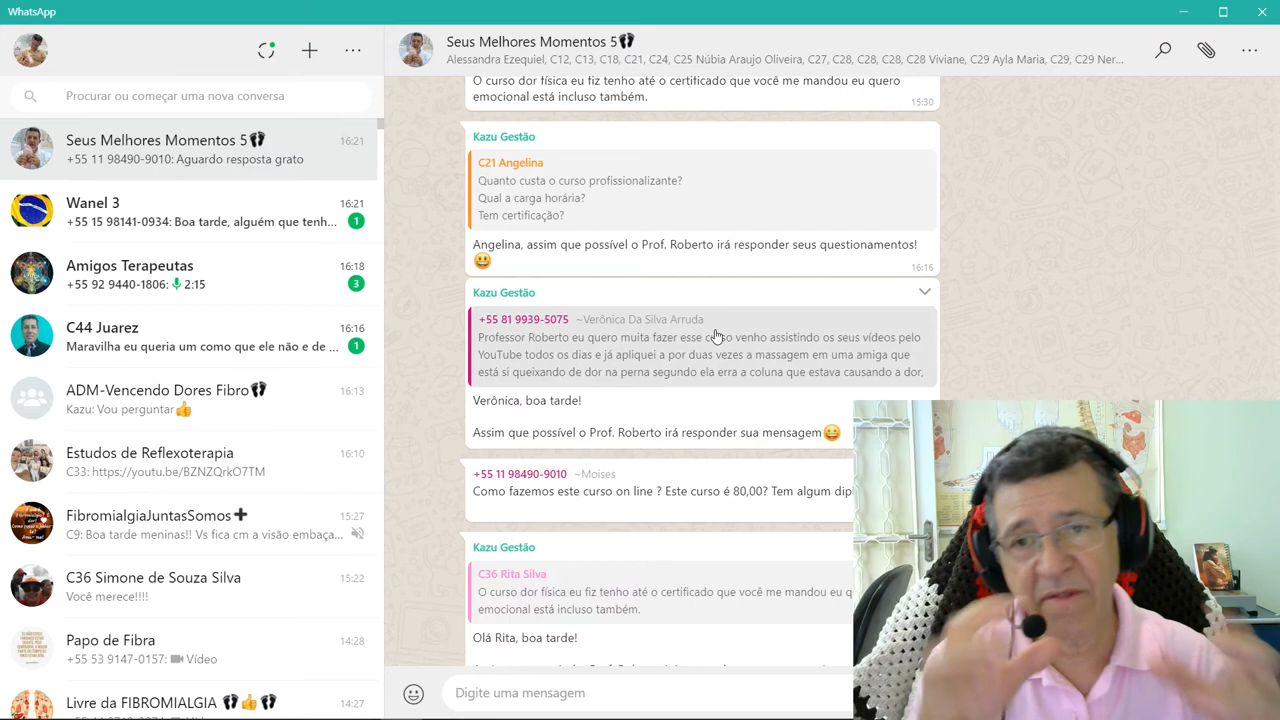 WhatsApp
Procurar ou começar uma nova conversa
Seus Melhores Momentos 5👣 16:21
+55 11 98490-9010: Aguardo resposta grato
Wanel 3 16:21
+55 15 98141-0934: Boa tarde, alguém que tenh... 1
Amigos Terapeutas 16:18
+55 92 9440-1806: 2:15 3
C44 Juarez 16:16
Maravilha eu queria um como que ele não e de ... 1
ADM-Vencendo Dores Fibro👣 16:13
Kazu: Vou perguntar👍
Estudos de Reflexoterapia 16:10
C33: https://youtu.be/BZNZQrkO7TM
FibromialgiaJuntasSomos➕ 15:27
C9: Boa tarde meninas!! Vs fica cm a visão embaça...
C36 Simone de Souza Silva 15:22
Você merece!!!!
Papo de Fibra 14:28
+55 53 9147-0157: Vídeo
Livre da FIBROMIALGIA 👣👍👣 14:27
Seus Melhores Momentos 5👣
Alessandra Ezequiel, C12, C13, C18, C21, C24, C25 Núbia Araujo Oliveira, C27, C28, C28, C28 Viviane, C29 Ayla Maria, C29, C29 Ner...
O curso dor física eu fiz tenho até o certificado que você me mandou eu quero
emocional está incluso também.
15:30
Kazu Gestão
C21 Angelina
Quanto custa o curso profissionalizante?
Qual a carga horária?
Tem certificação?
Angelina, assim que possível o Prof. Roberto irá responder seus questionamentos!
😀
16:16
Kazu Gestão
+55 81 9939-5075 ~Verônica Da Silva Arruda
Professor Roberto eu quero muita fazer esse curso venho assistindo os seus vídeos pelo
YouTube todos os dias e já apliquei a por duas vezes a massagem em uma amiga que
está si queixando de dor na perna segundo ela erra a coluna que estava causando a dor,
Verônica, boa tarde!
Assim que possível o Prof. Roberto irá responder sua mensagem😀
+55 11 98490-9010 ~Moises
Como fazemos este curso on line ? Este curso é 80,00? Tem algum dipl
Kazu Gestão
C36 Rita Silva
O curso dor física eu fiz tenho até o certificado que você me mandou eu q
emocional está incluso também.
Olá Rita, boa tarde!
Digite uma mensagem